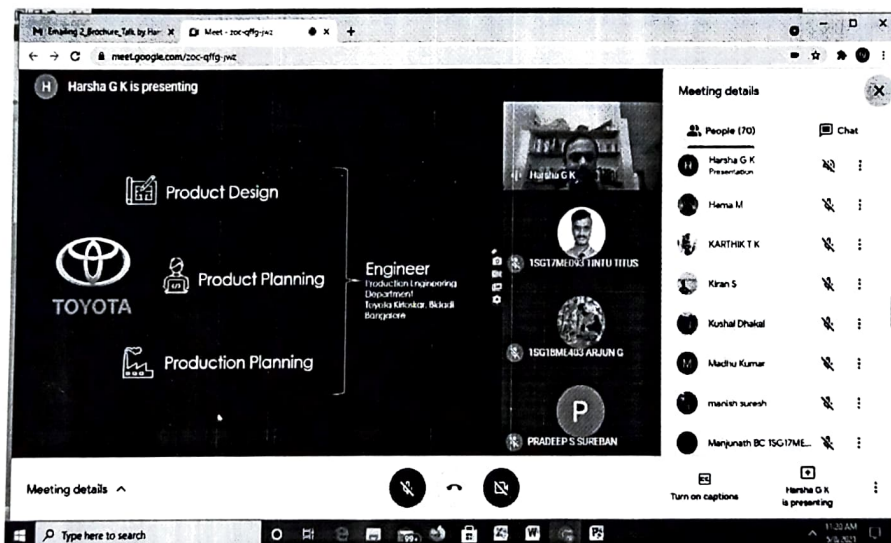 Emailing 2_Brochure_Talk by Har
Meet - zoc-qffg-jwz
meet.google.com/zoc-qffg-jwz
H Harsha G K is presenting
Product Design
Product Planning
Production Planning
TOYOTA
Engineer
Production Engineering
Department
Toyota Kirloskar, Bidadi
Bangalore
Harsha G K
1SG17ME093 TINTU TITUS
1SG18ME403 ARJUN G
P
PRADEEP S SUREBAN
Meeting details
People (70)
Chat
H Harsha G K
Presentation
Hema M
KARTHIK T K
Kiran S
Kushal Dhakal
M Madhu Kumar
manish suresh
Manjunath BC 1SG17ME...
Meeting details
Turn on captions
Harsha G K
is presenting
Type here to search
99+
11:20 AM